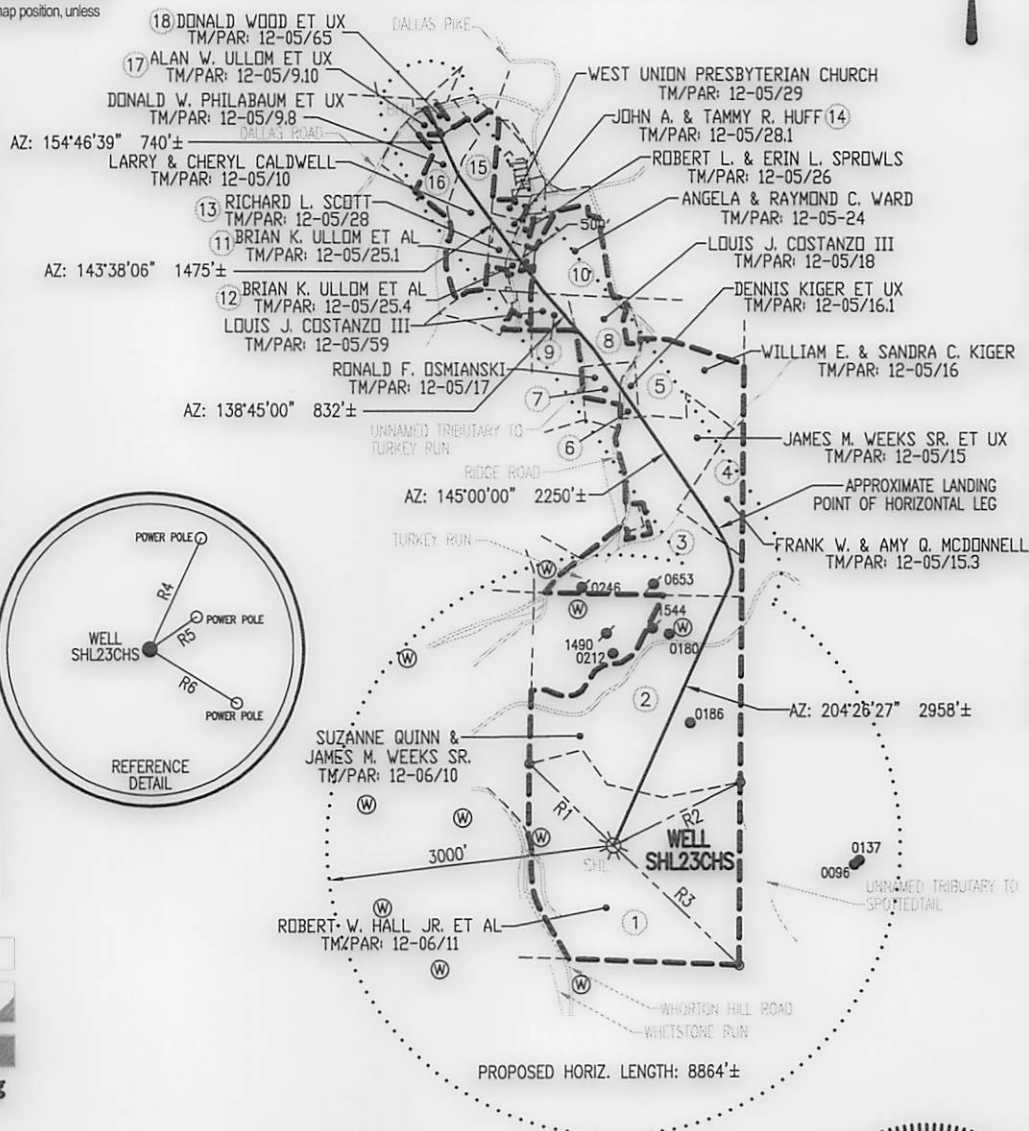 nap position, unless
18 DONALD WOOD ET UX
TM/PAR: 12-05/65
DALLAS PIKE
17 ALAN W. ULLOM ET UX
TM/PAR: 12-05/9.10
DONALD W. PHILABAUM ET UX
TM/PAR: 12-05/9.8
AZ: 154°46'39" 740'±
DALLAS ROAD
LARRY & CHERYL CALDWELL
TM/PAR: 12-05/10
13 RICHARD L. SCOTT
TM/PAR: 12-05/28
11 BRIAN K. ULLOM ET AL
TM/PAR: 12-05/25.1
AZ: 143°38'06" 1475'±
12 BRIAN K. ULLOM ET AL
TM/PAR: 12-05/25.4
LOUIS J. COSTANZO III
TM/PAR: 12-05/59
RONALD F. OSMIANSKI
TM/PAR: 12-05/17
AZ: 138°45'00" 832'±
UNNAMED TRIBUTARY TO
TURKEY RUN
RIDGE ROAD
AZ: 145°00'00" 2250'±
TURKEY RUN
WEST UNION PRESBYTERIAN CHURCH
TM/PAR: 12-05/29
JOHN A. & TAMMY R. HUFF 14
TM/PAR: 12-05/28.1
ROBERT L. & ERIN L. SPROWLS
TM/PAR: 12-05/26
ANGELA & RAYMOND C. WARD
TM/PAR: 12-05-24
LOUIS J. COSTANZO III
TM/PAR: 12-05/18
DENNIS KIGER ET UX
TM/PAR: 12-05/16.1
WILLIAM E. & SANDRA C. KIGER
TM/PAR: 12-05/16
JAMES M. WEEKS SR. ET UX
TM/PAR: 12-05/15
APPROXIMATE LANDING
POINT OF HORIZONTAL LEG
FRANK W. & AMY Q. MCDONNELL
TM/PAR: 12-05/15.3
15
16
500'
10
8
9
5
7
6
4
3
W
0246
0653
W
1544
W
1490
0180
0212
W
2
0186
AZ: 204°26'27" 2958'±
POWER POLE
R4
POWER POLE
WELL
SHL23CHS
R5
R6
POWER POLE
REFERENCE
DETAIL
SUZANNE QUINN &
JAMES M. WEEKS SR.
TM/PAR: 12-06/10
R1
R2
W
W
W
WELL
SHL23CHS
SHL
3000'
R3
0137
0096
UNNAMED TRIBUTARY TO
SPOTTEDTAIL
W
ROBERT W. HALL JR. ET AL
TM/PAR: 12-06/11
1
W
W
WHORTON HILL ROAD
WHETSTONE RUN
PROPOSED HORIZ. LENGTH: 8864'±